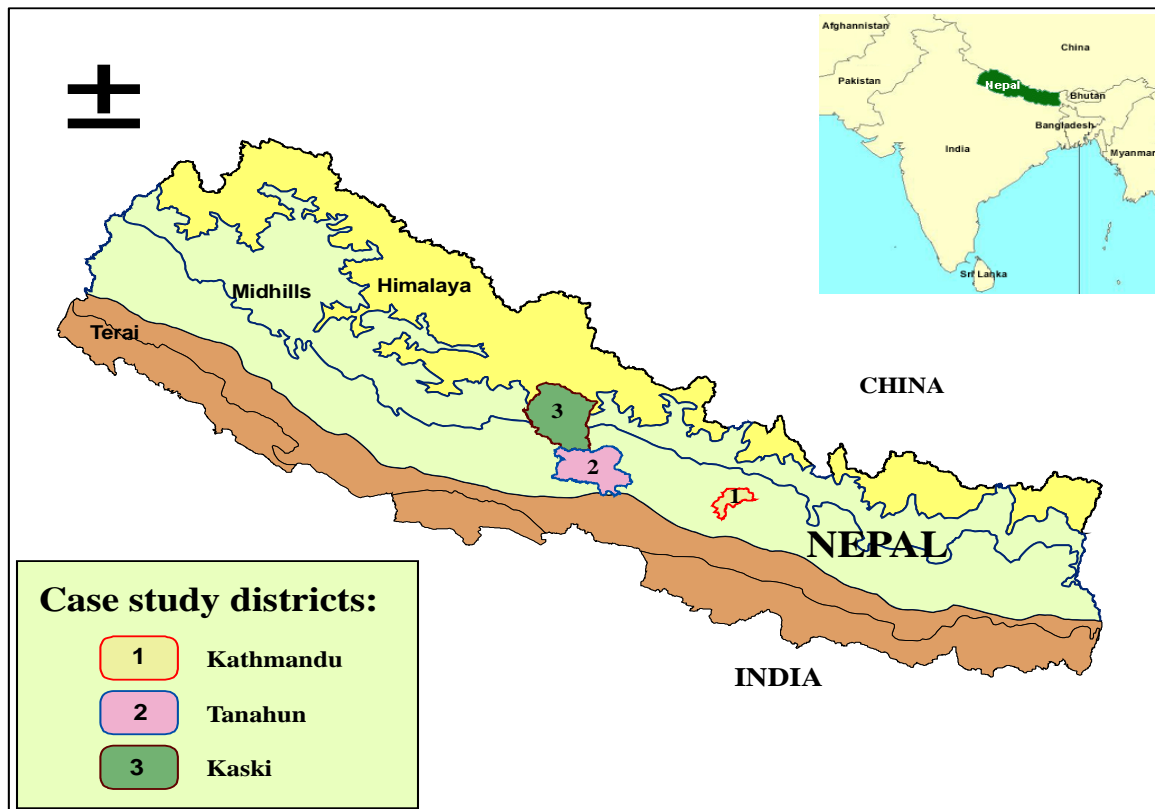 ±
Afghanistan
China
Pakistan
Nepal
Bhutan
Bangladesh
India
Myanmar
Sri Lanka
Himalaya
Midhills
Terai
CHINA
3
2
1
NEPAL
INDIA
Case study districts:
1 Kathmandu
2 Tanahun
3 Kaski